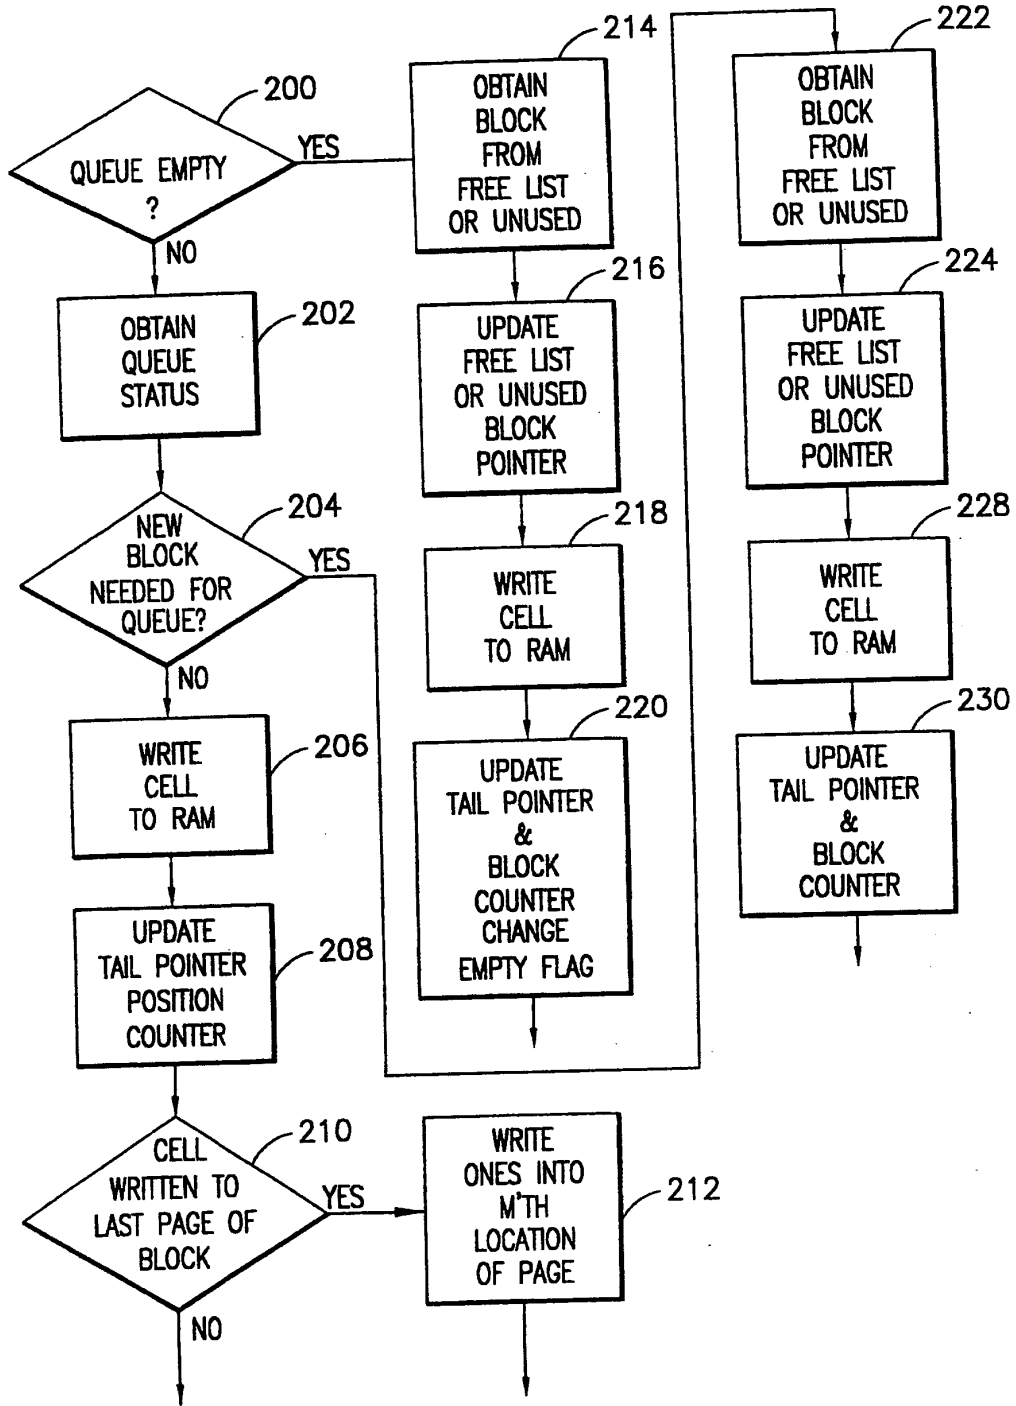 200
QUEUE EMPTY
?
YES
NO
202
OBTAIN
QUEUE
STATUS
204
NEW
BLOCK
NEEDED FOR
QUEUE?
YES
NO
206
WRITE
CELL
TO RAM
208
UPDATE
TAIL POINTER
POSITION
COUNTER
210
CELL
WRITTEN TO
LAST PAGE OF
BLOCK
YES
NO
212
WRITE
ONES INTO
M'TH
LOCATION
OF PAGE
214
OBTAIN
BLOCK
FROM
FREE LIST
OR UNUSED
216
UPDATE
FREE LIST
OR UNUSED
BLOCK
POINTER
218
WRITE
CELL
TO RAM
220
UPDATE
TAIL POINTER
&
BLOCK
COUNTER
CHANGE
EMPTY FLAG
222
OBTAIN
BLOCK
FROM
FREE LIST
OR UNUSED
224
UPDATE
FREE LIST
OR UNUSED
BLOCK
POINTER
228
WRITE
CELL
TO RAM
230
UPDATE
TAIL POINTER
&
BLOCK
COUNTER